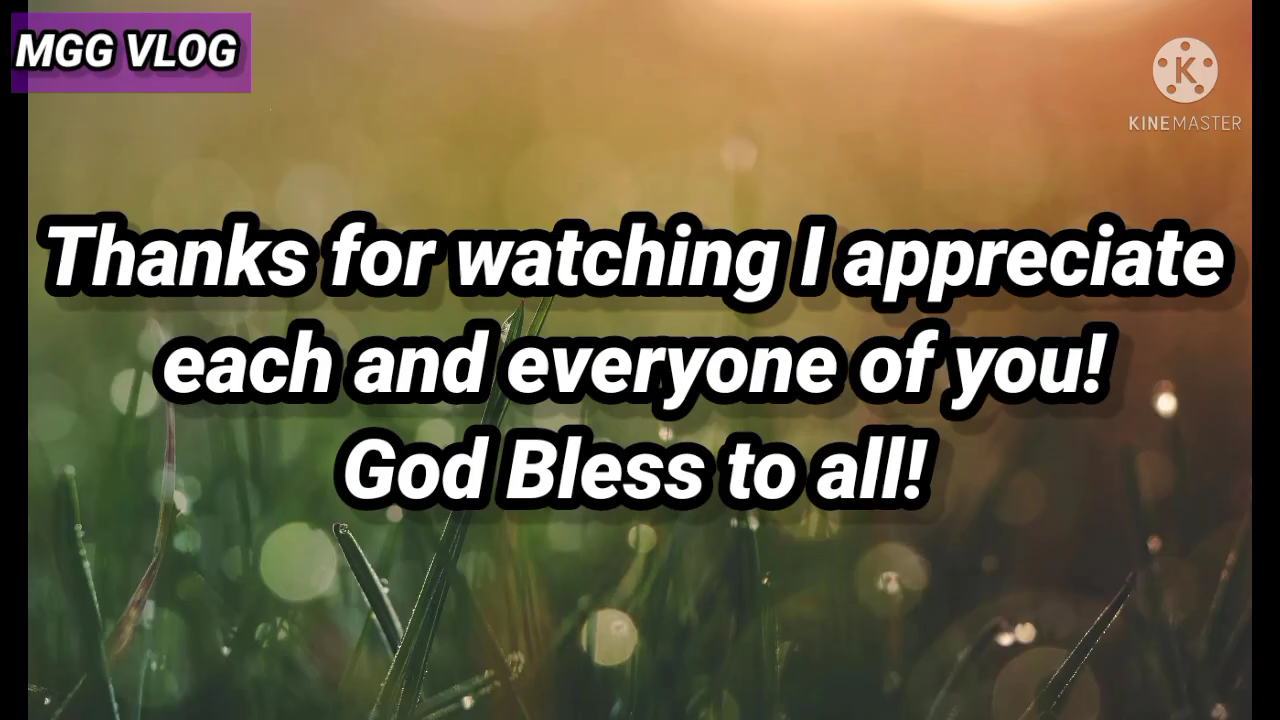 MGG VLOG
K
KINEMASTER
Thanks for watching I appreciate
each and everyone of you!
God Bless to all!